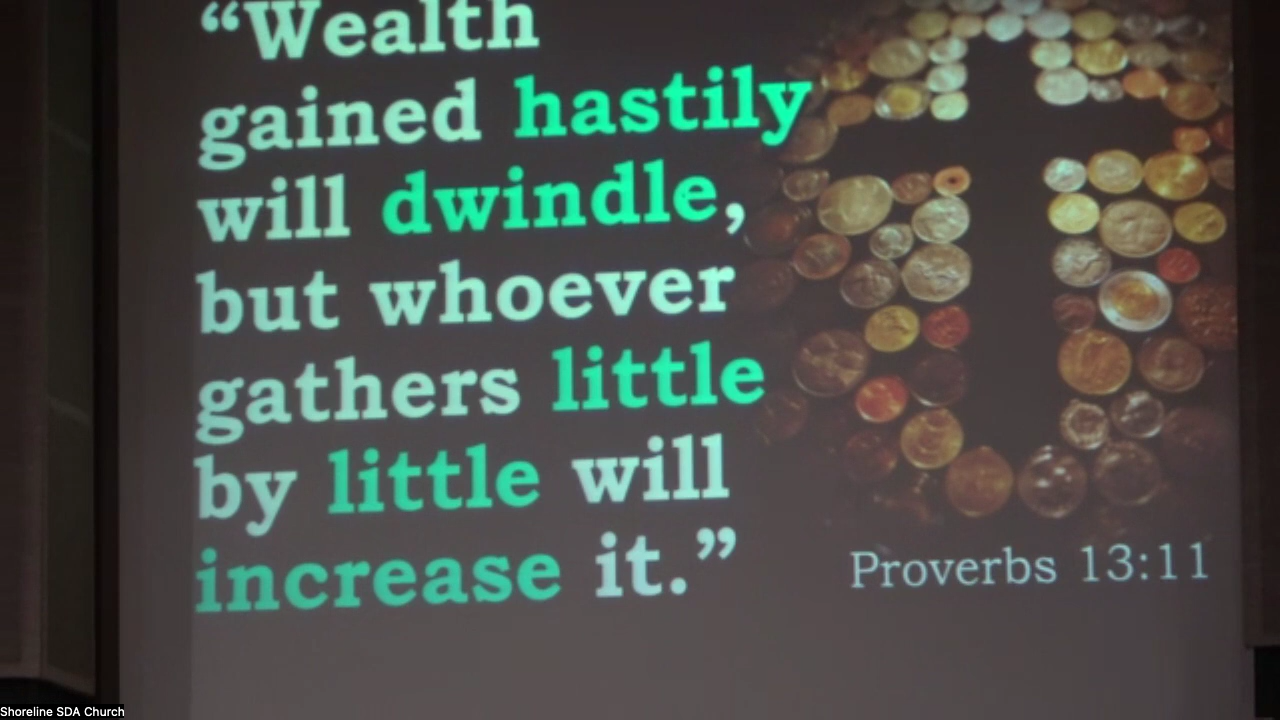 “Wealth
gained hastily
will dwindle,
but whoever
gathers little
by little will
increase it.”
Proverbs 13:11
Shoreline SDA Church